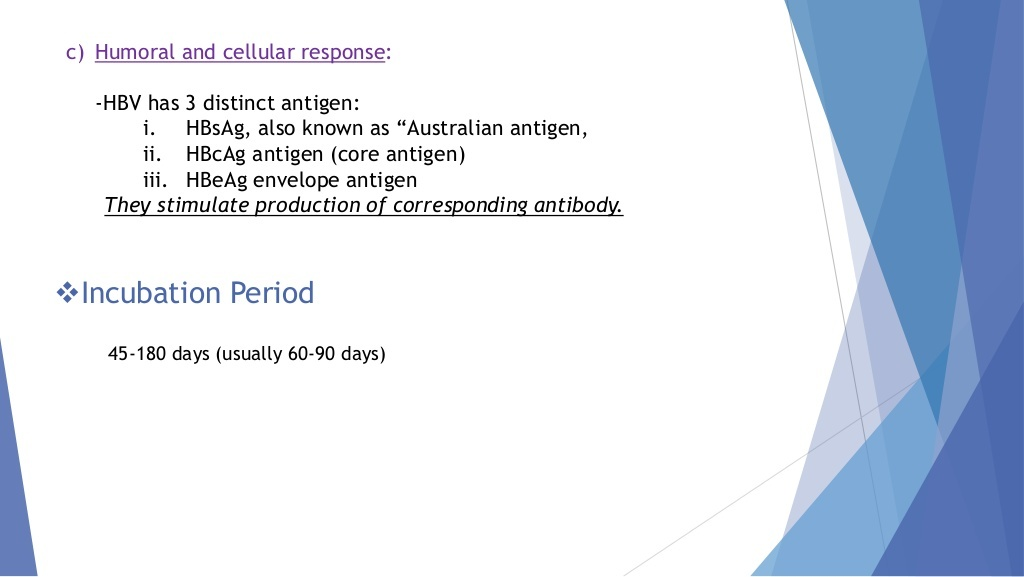 c) Humoral and cellular response:
-HBV has 3 distinct antigen:
i. HBsAg, also known as “Australian antigen,
ii. HBcAg antigen (core antigen)
iii. HBeAg envelope antigen
They stimulate production of corresponding antibody.
❖Incubation Period
45-180 days (usually 60-90 days)